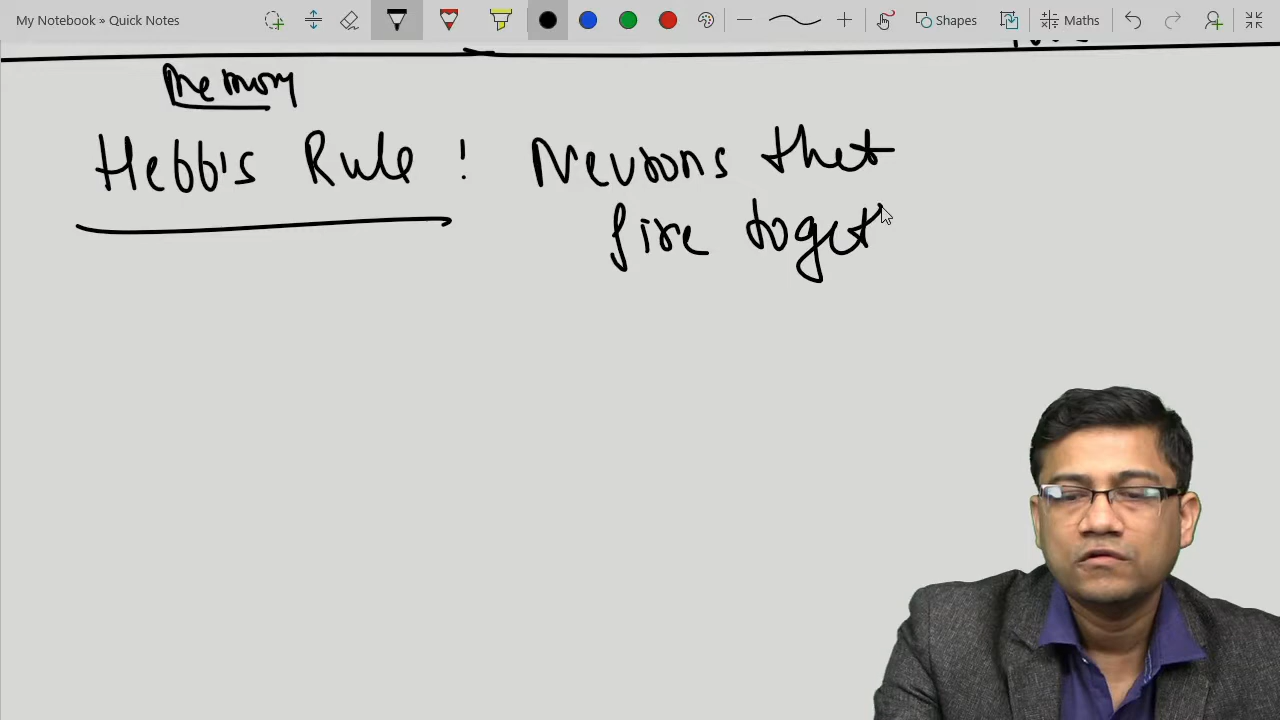 My Notebook » Quick Notes
Shapes
Maths
Memory
Hebb's Rule : Neurons that
fire toget